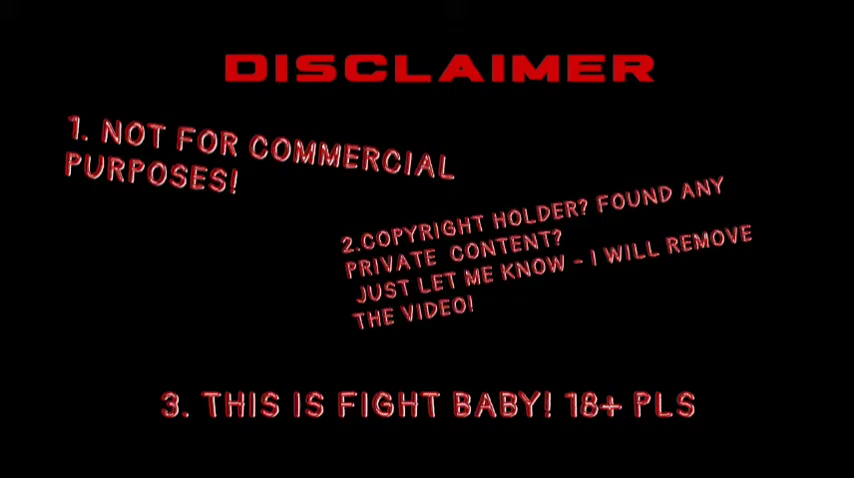 DISCLAIMER
1. NOT FOR COMMERCIAL
PURPOSES!
2.COPYRIGHT HOLDER? FOUND ANY
PRIVATE CONTENT?
JUST LET ME KNOW - I WILL REMOVE
THE VIDEO!
3. THIS IS FIGHT BABY! 18+ PLS